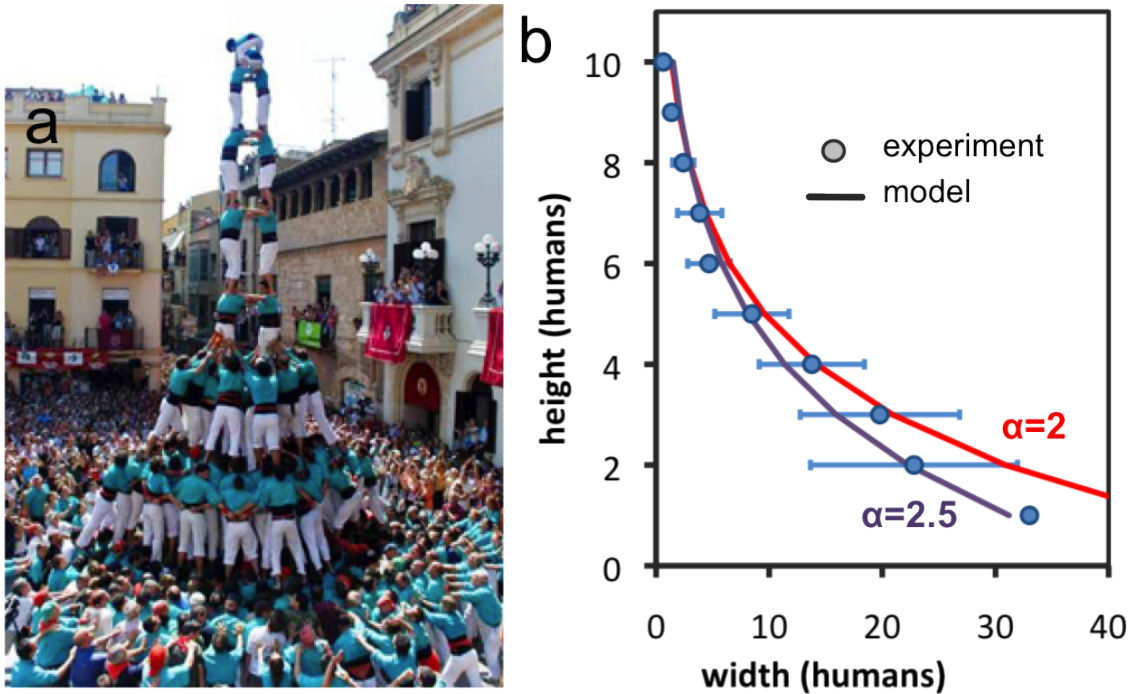 a
b
10
8
6
4
2
0
height (humans)
experiment
model
α=2
α=2.5
0 10 20 30 40
width (humans)